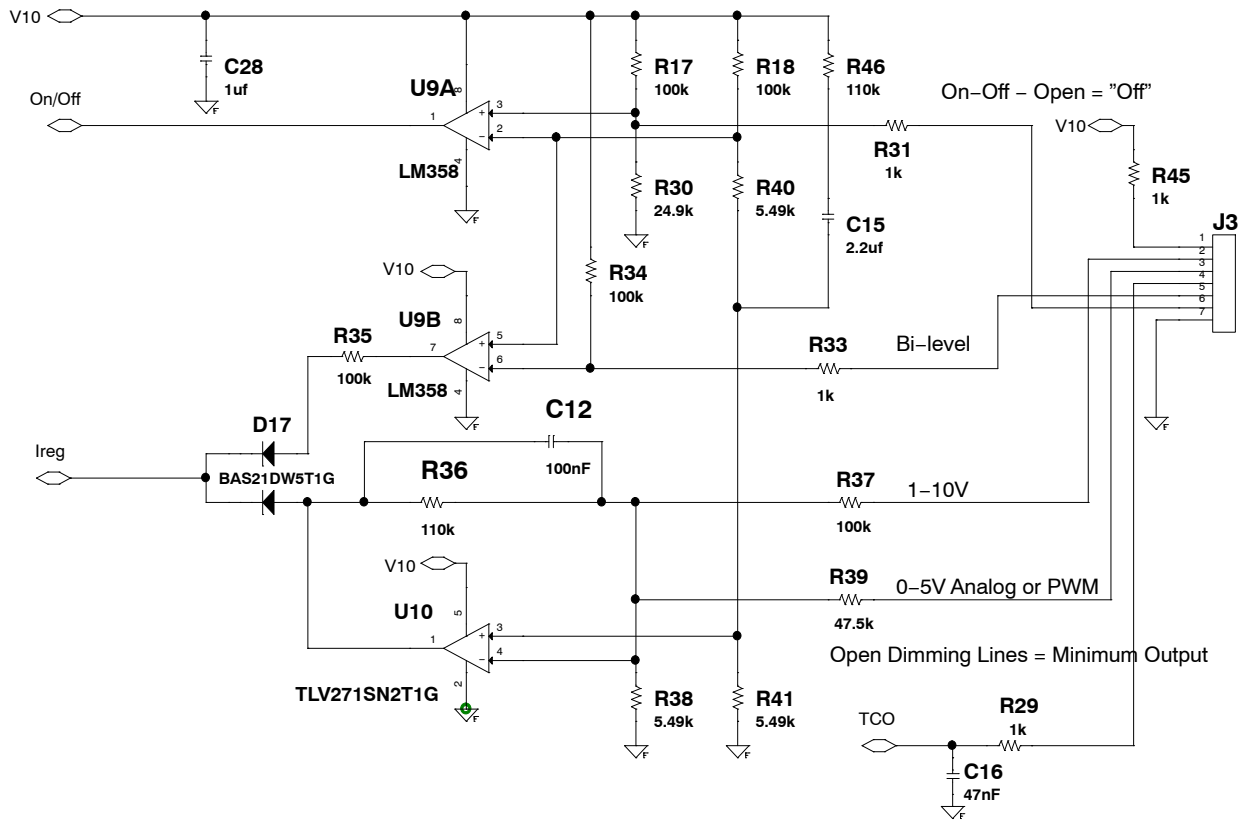 V10
C28
1uf
On/Off
U9A
8
3
1
2
4
LM358
R17
100k
R18
100k
R46
110k
On−Off − Open = ”Off”
V10
R31
1k
R45
1k
R30
24.9k
R40
5.49k
C15
2.2uf
J3
1
2
3
4
5
6
7
V10
R34
100k
U9B
8
5
7
6
4
LM358
R35
100k
R33
1k
Bi−level
D17
BAS21DW5T1G
Ireg
C12
100nF
R36
110k
R37
100k
1−10V
V10
R39
47.5k
0−5V Analog or PWM
U10
5
3
1
4
2
TLV271SN2T1G
Open Dimming Lines = Minimum Output
R38
5.49k
R41
5.49k
TCO
R29
1k
C16
47nF
F
F
F
F
F
F
F
F
F
F